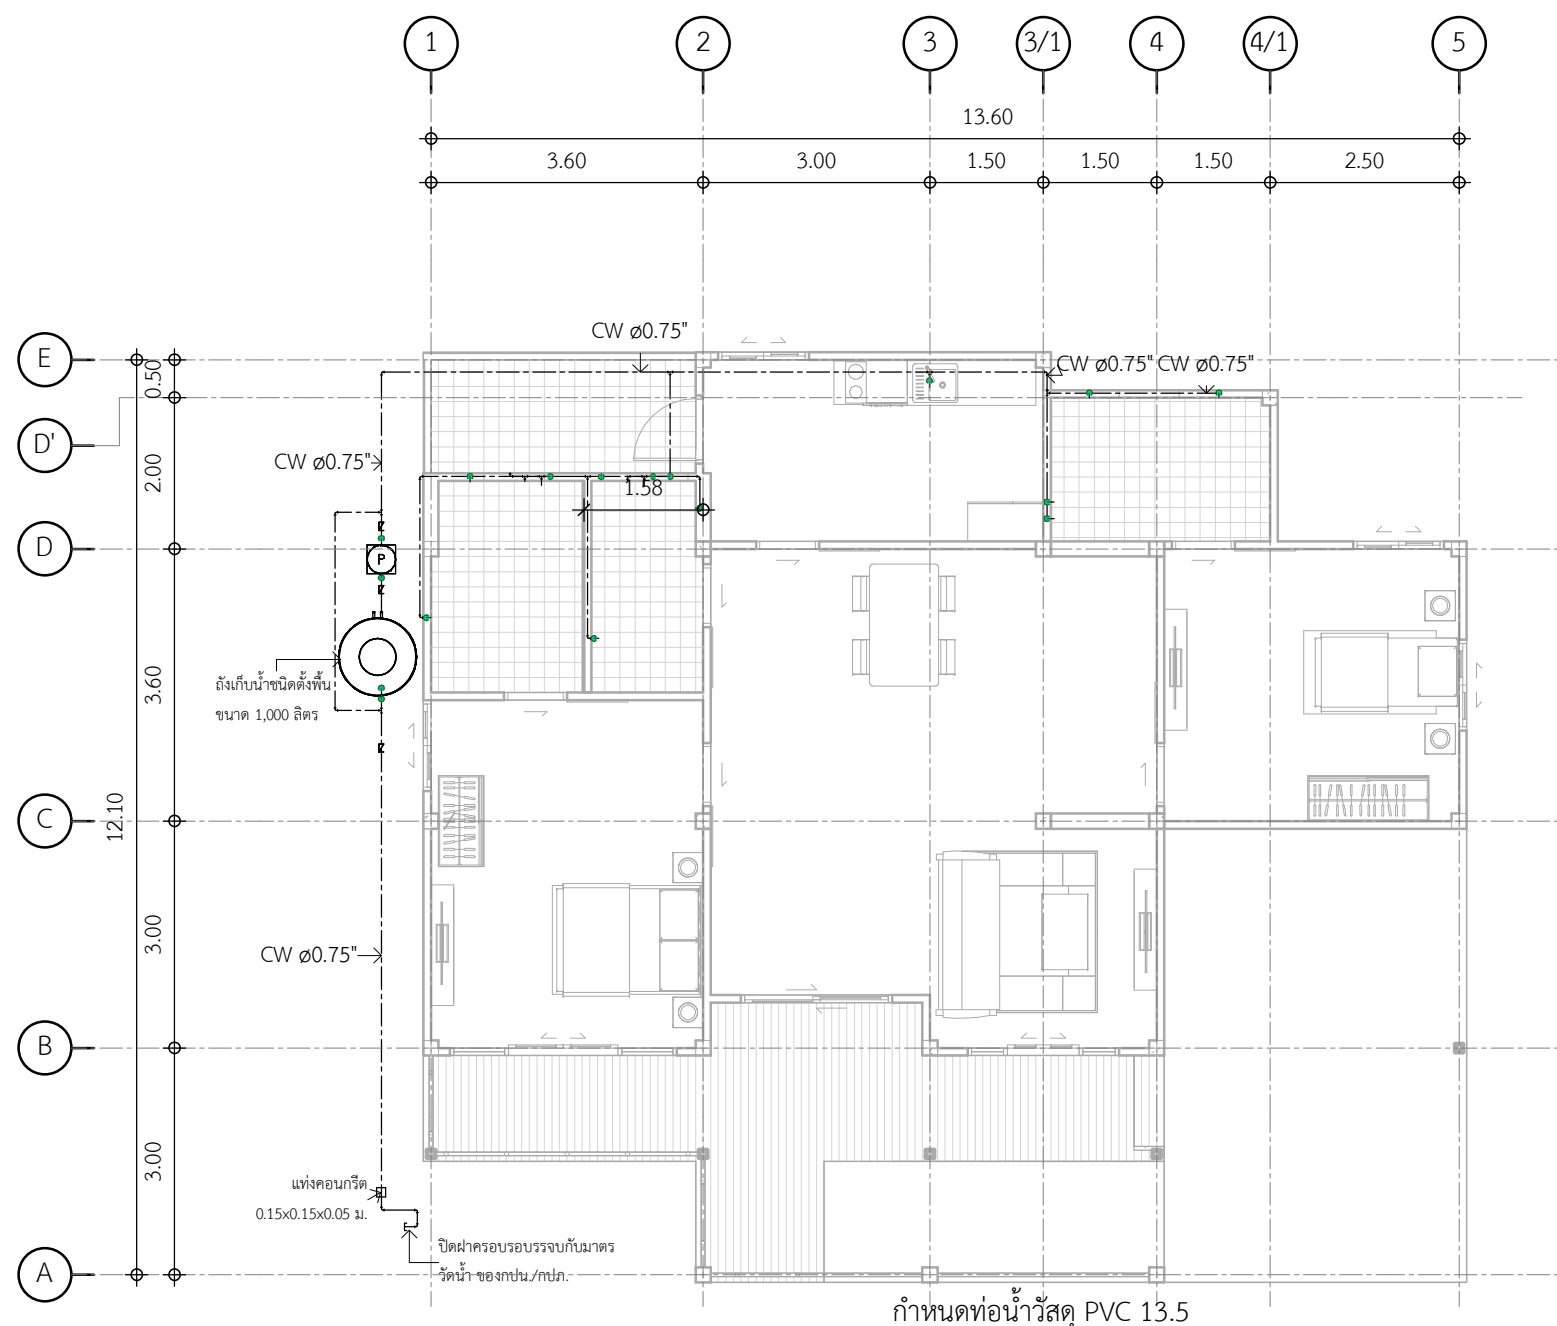 1 2 3 3/1 4 4/1 5
13.60
3.60 3.00 1.50 1.50 1.50 2.50
CW ø0.75"
E
CW ø0.75" CW ø0.75"
0.50
D'
CW ø0.75"
2.00
1.58
D
P
ถังเก็บน้ำชนิดตั้งพื้น
ขนาด 1,000 ลิตร
3.60
C
12.10
3.00
CW ø0.75"
B
3.00
แท่งคอนกรีต
0.15x0.15x0.05 ม.
ปิดฝาครอบรอบรรจบกับมาตร
วัดน้ำ ของกปน./กปภ.
A
กำหนดท่อน้ำวัสดุ PVC 13.5